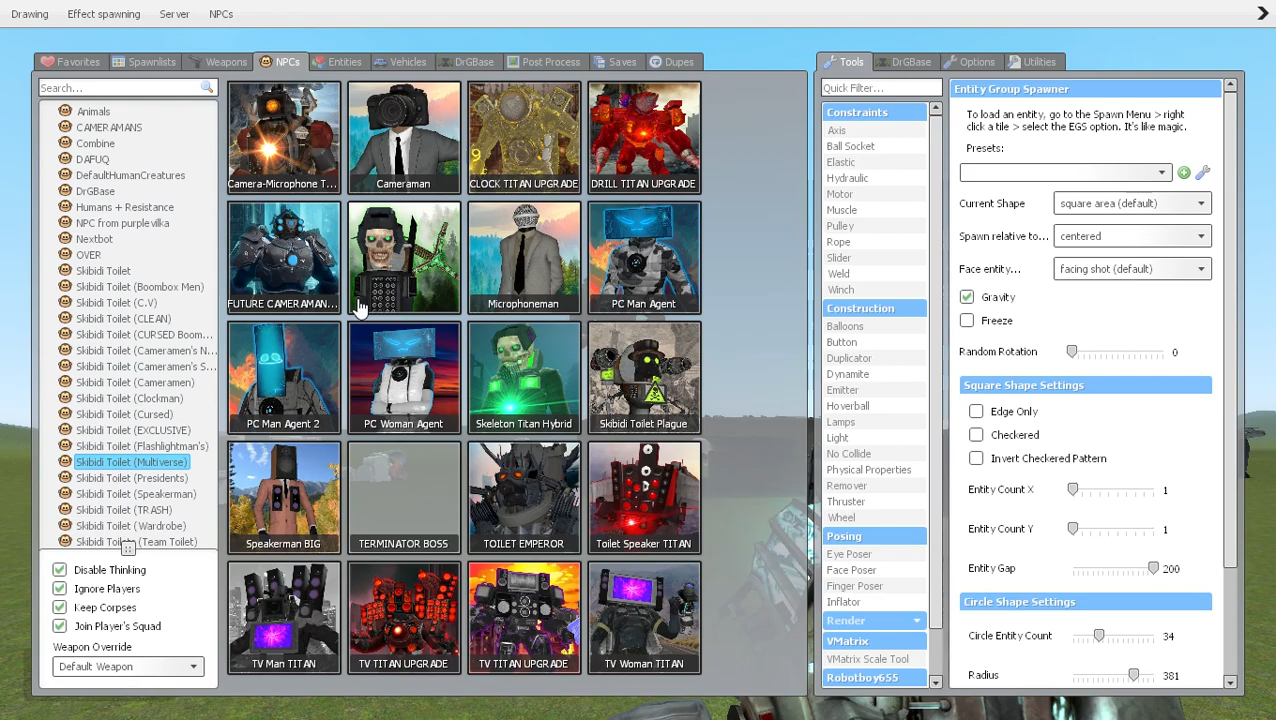 Drawing Effect spawning Server NPCs
Favorites Spawnlists Weapons NPCs Entities Vehicles DrGBase Post Process Saves Dupes
Search...
Animals
CAMERAMANS
Combine
DAFUQ
DefaultHumanCreatures
DrGBase
Humans + Resistance
NPC from purplevilka
Nextbot
OVER
Skibidi Toilet
Skibidi Toilet (Boombox Men)
Skibidi Toilet (C.V)
Skibidi Toilet (CLEAN)
Skibidi Toilet (CURSED Boom...
Skibidi Toilet (Cameramen's N...
Skibidi Toilet (Cameramen's S...
Skibidi Toilet (Cameramen)
Skibidi Toilet (Clockman)
Skibidi Toilet (Cursed)
Skibidi Toilet (EXCLUSIVE)
Skibidi Toilet (Flashlightman's)
Skibidi Toilet (Multiverse)
Skibidi Toilet (Presidents)
Skibidi Toilet (Speakerman)
Skibidi Toilet (TRASH)
Skibidi Toilet (Wardrobe)
Skibidi Toilet (Team Toilet)
Disable Thinking
Ignore Players
Keep Corpses
Join Player's Squad
Weapon Override
Default Weapon
Camera-Microphone T... Cameraman CLOCK TITAN UPGRADE DRILL TITAN UPGRADE
FUTURE CAMERAMAN... Microphoneman PC Man Agent
PC Man Agent 2 PC Woman Agent Skeleton Titan Hybrid Skibidi Toilet Plague
Speakerman BIG TERMINATOR BOSS TOILET EMPEROR Toilet Speaker TITAN
TV Man TITAN TV TITAN UPGRADE TV TITAN UPGRADE TV Woman TITAN
Tools DrGBase Options Utilities
Quick Filter...
Constraints
Axis
Ball Socket
Elastic
Hydraulic
Motor
Muscle
Pulley
Rope
Slider
Weld
Winch
Construction
Balloons
Button
Duplicator
Dynamite
Emitter
Hoverball
Lamps
Light
No Collide
Physical Properties
Remover
Thruster
Wheel
Posing
Eye Poser
Face Poser
Finger Poser
Inflator
Render
VMatrix
VMatrix Scale Tool
Robotboy655
Entity Group Spawner
To load an entity, go to the Spawn Menu > right
click a tile > select the EGS option. It's like magic.
Presets:
Current Shape square area (default)
Spawn relative to... centered
Face entity... facing shot (default)
Gravity
Freeze
Random Rotation 0
Square Shape Settings
Edge Only
Checkered
Invert Checkered Pattern
Entity Count X 1
Entity Count Y 1
Entity Gap 200
Circle Shape Settings
Circle Entity Count 34
Radius 381